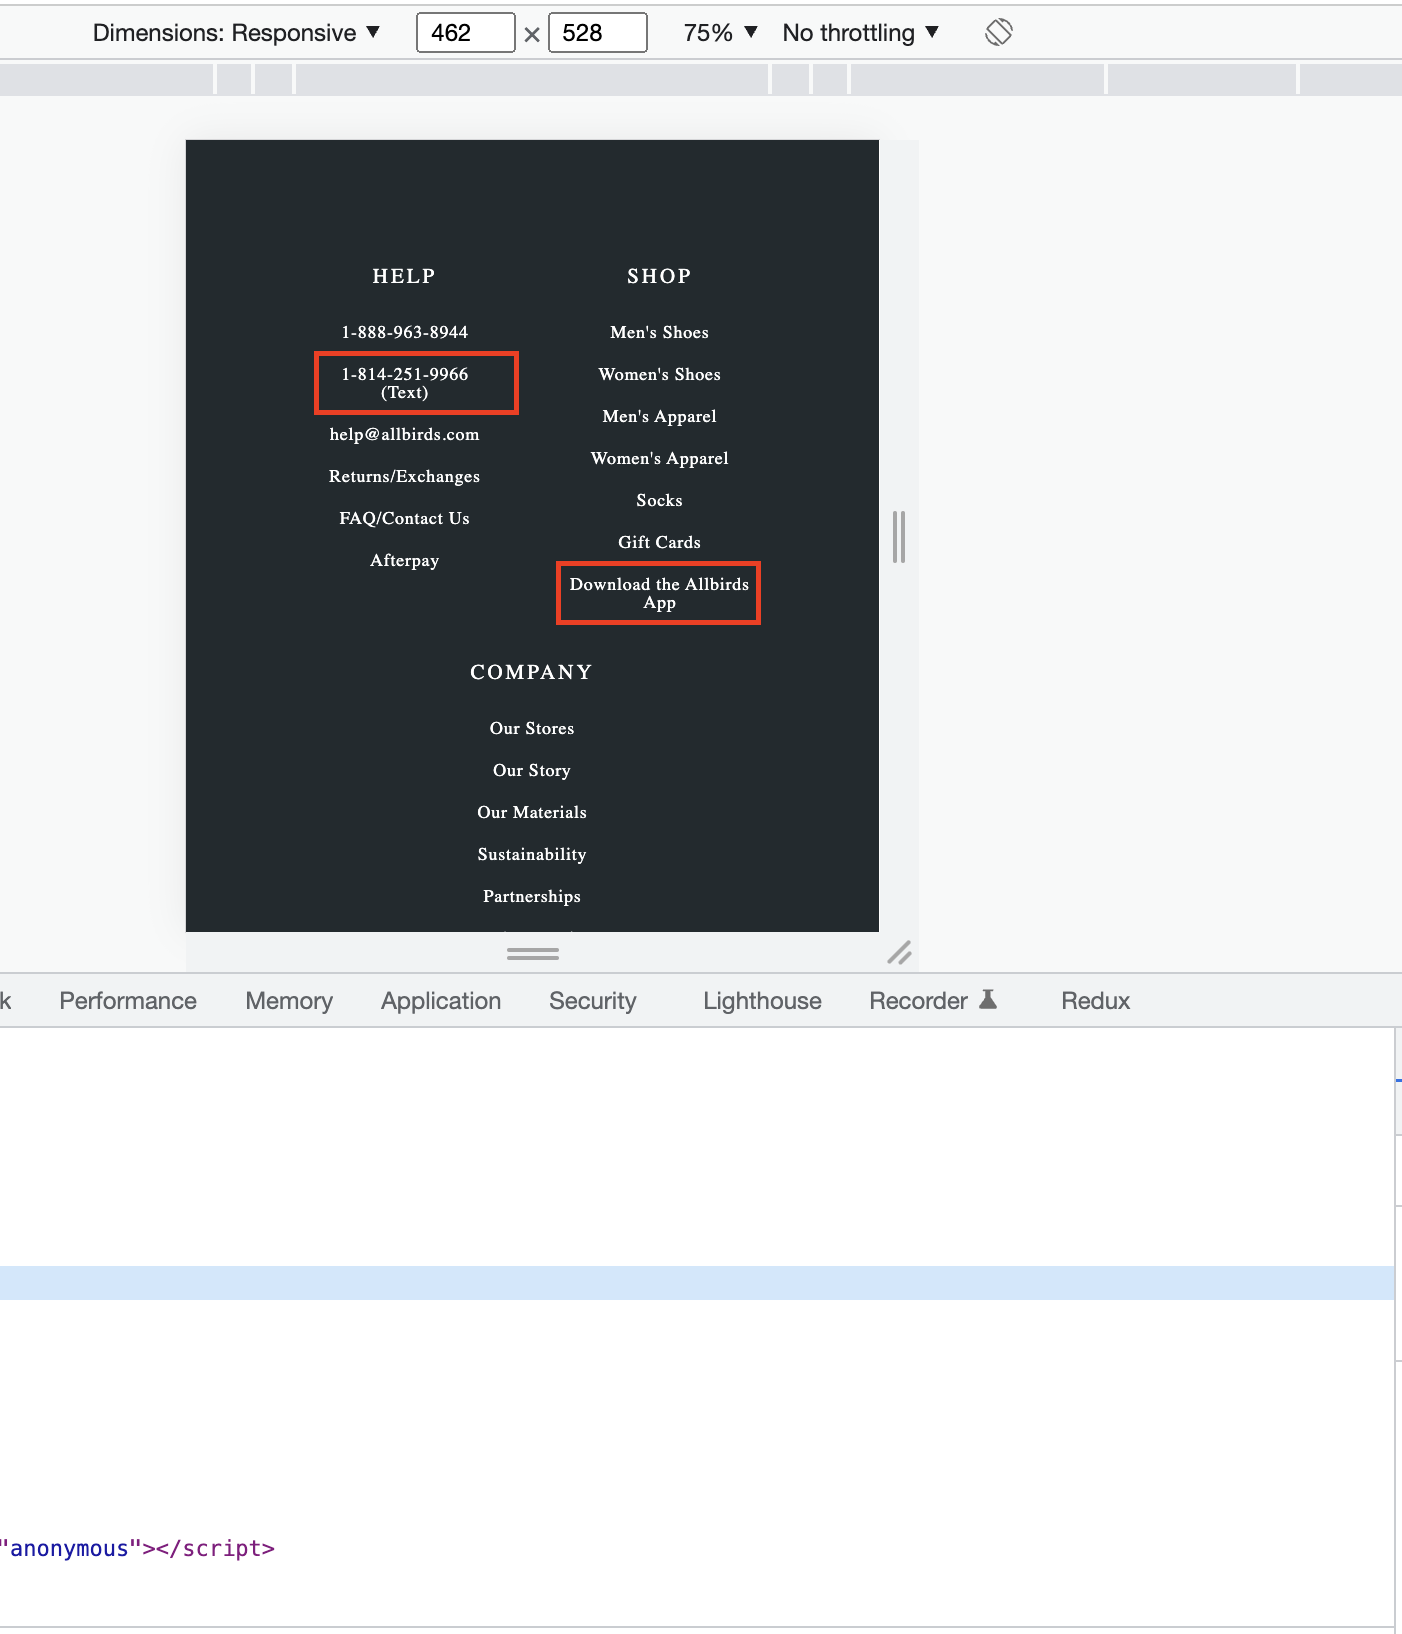 Dimensions: Responsive ▼ 462 × 528 75% ▼ No throttling ▼
HELP
1-888-963-8944
1-814-251-9966
(Text)
help@allbirds.com
Returns/Exchanges
FAQ/Contact Us
Afterpay
SHOP
Men's Shoes
Women's Shoes
Men's Apparel
Women's Apparel
Socks
Gift Cards
Download the Allbirds
App
COMPANY
Our Stores
Our Story
Our Materials
Sustainability
Partnerships
k Performance Memory Application Security Lighthouse Recorder Redux
"anonymous"></script>